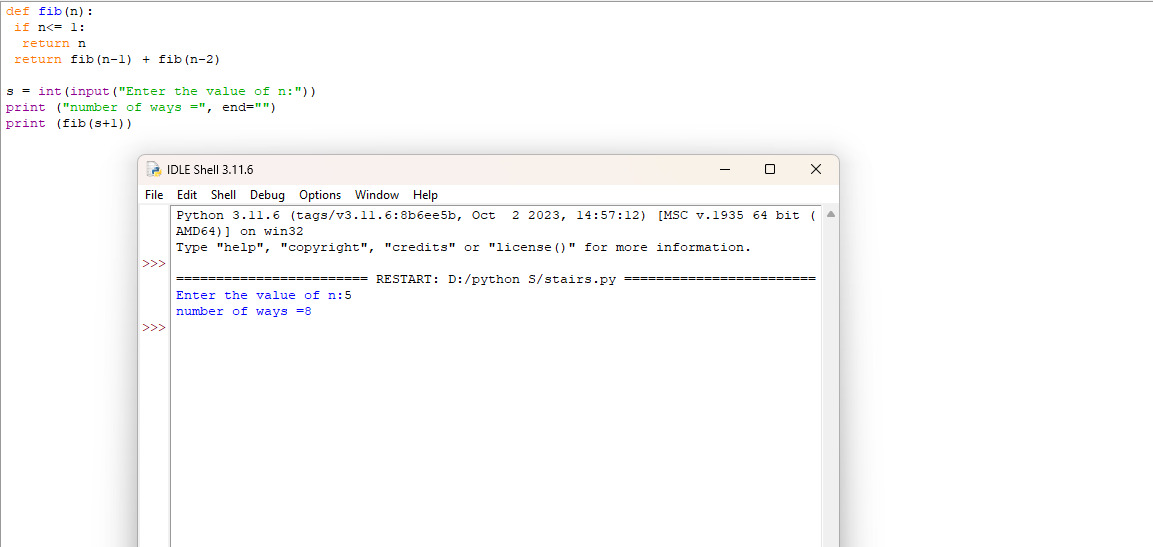 def fib(n):
 if n<= 1:
  return n
 return fib(n-1) + fib(n-2)

s = int(input("Enter the value of n:"))
print ("number of ways =", end="")
print (fib(s+1))
IDLE Shell 3.11.6
File Edit Shell Debug Options Window Help
Python 3.11.6 (tags/v3.11.6:8b6ee5b, Oct  2 2023, 14:57:12) [MSC v.1935 64 bit (
AMD64)] on win32
Type "help", "copyright", "credits" or "license()" for more information.
>>>
======================== RESTART: D:/python S/stairs.py ========================
Enter the value of n:5
number of ways =8
>>>